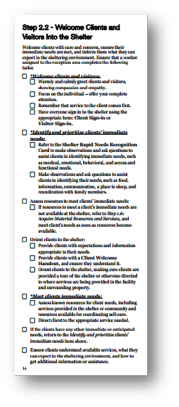 Step 2.2 - Welcome Clients and
Visitors Into the Shelter
Welcome clients with care and concern, ensure their
immediate needs are met, and inform them what they can
expect in the sheltering environment. Ensure that a worker
assigned to the reception area completes the following
tasks:
*Welcome clients and visitors:
Warmly and calmly greet clients and visitors,
showing compassion and empathy.
Focus on the individual – offer your complete
attention.
Remember that service to the client comes first.
Have everyone sign in to the shelter using the
appropriate form: Client Sign-in or
Visitor Sign-in.
*Identify and prioritize clients' immediate
needs:
Refer to the Shelter Rapid Needs Recognition
Card to make observations and ask questions to
assist clients in identifying immediate needs, such
as medical, emotional, behavioral, and access and
functional needs.
Make observations and ask questions to assist
clients in identifying their needs, such as food,
information, communication, a place to sleep, and
reunification with family members.
Assess resources to meet clients' immediate needs:
If resources to meet a client's immediate needs are
not available at the shelter, refer to Step 1.6:
Acquire Material Resources and Services, and
meet client's needs as soon as resources become
available.
Orient clients to the shelter:
Provide clients with expectations and information
appropriate to their needs.
Provide clients with a Client Welcome
Handout, and ensure they understand it.
Orient clients to the shelter, making sure clients are
provided a tour of the shelter or otherwise directed
to where services are being provided in the facility
and surrounding property.
*Meet clients immediate needs:
Assess known resources for client needs, including
services provided in the shelter or community and
resources available for coordinating self-care.
Direct client to the appropriate service needed.
If the clients have any other immediate or anticipated
needs, return to the Identify and prioritize clients'
immediate needs item above.
Ensure clients understand available services, what they
can expect in the sheltering environment, and how to
get additional information or assistance.